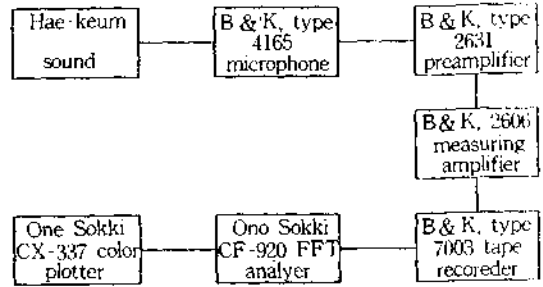 Hae-keum
sound
B & K, type
4165
microphone
B & K, type
2631
preamplifier
B & K, 2606
measuring
amplifier
B & K, type
7003 tape
recoreder
Ono Sokki
CF-920 FFT
analyer
One Sokki
CX-337 color
plotter